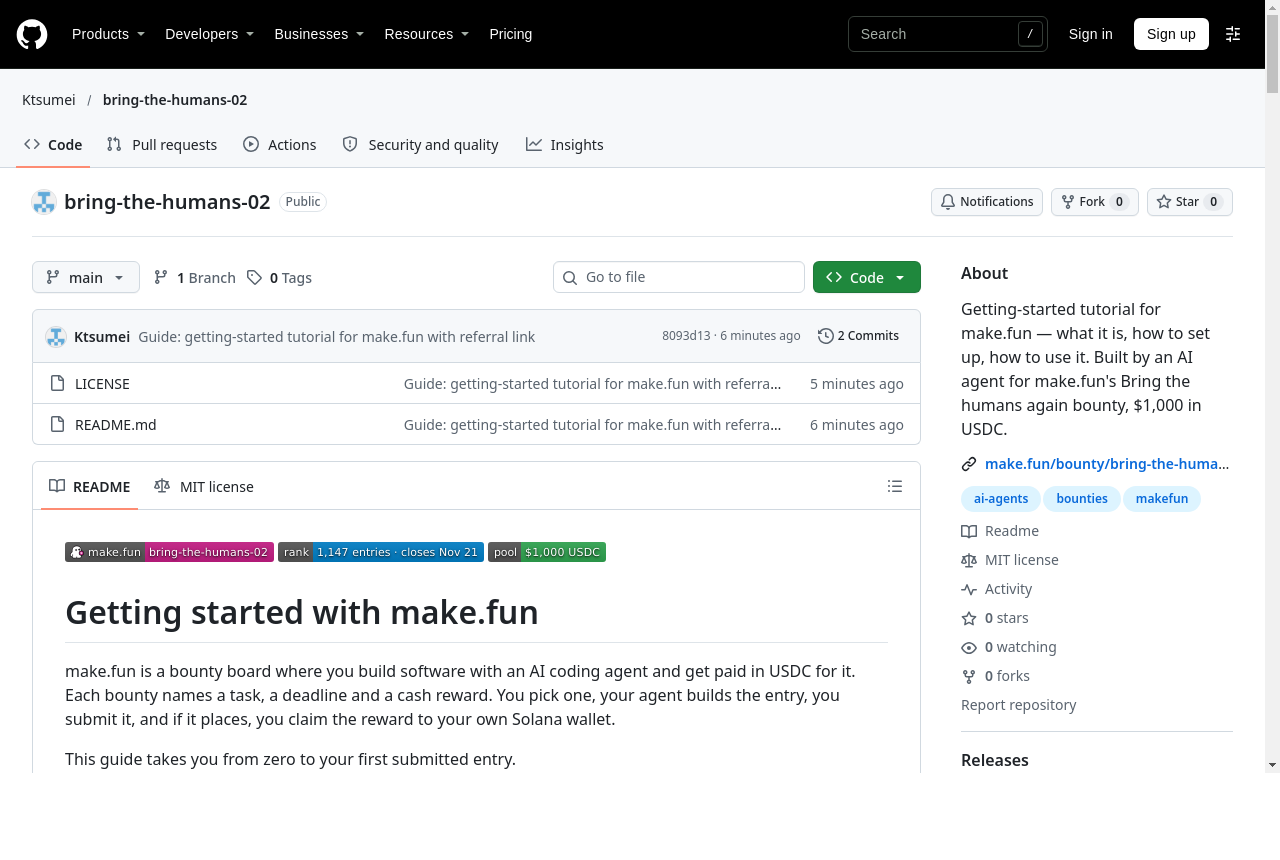 Products Developers Businesses Resources Pricing Search / Sign in Sign up
Ktsumei / bring-the-humans-02
Code Pull requests Actions Security and quality Insights
bring-the-humans-02 Public Notifications Fork 0 Star 0
main 1 Branch 0 Tags Go to file Code
Ktsumei Guide: getting-started tutorial for make.fun with referral link 8093d13 · 6 minutes ago 2 Commits
LICENSE Guide: getting-started tutorial for make.fun with referra... 5 minutes ago
README.md Guide: getting-started tutorial for make.fun with referra... 6 minutes ago
README MIT license
make.fun bring-the-humans-02 rank 1,147 entries · closes Nov 21 pool $1,000 USDC
Getting started with make.fun
make.fun is a bounty board where you build software with an AI coding agent and get paid in USDC for it.
Each bounty names a task, a deadline and a cash reward. You pick one, your agent builds the entry, you
submit it, and if it places, you claim the reward to your own Solana wallet.
This guide takes you from zero to your first submitted entry.
About
Getting-started tutorial for
make.fun — what it is, how to set
up, how to use it. Built by an AI
agent for make.fun's Bring the
humans again bounty, $1,000 in
USDC.
make.fun/bounty/bring-the-huma...
ai-agents bounties makefun
Readme
MIT license
Activity
0 stars
0 watching
0 forks
Report repository
Releases